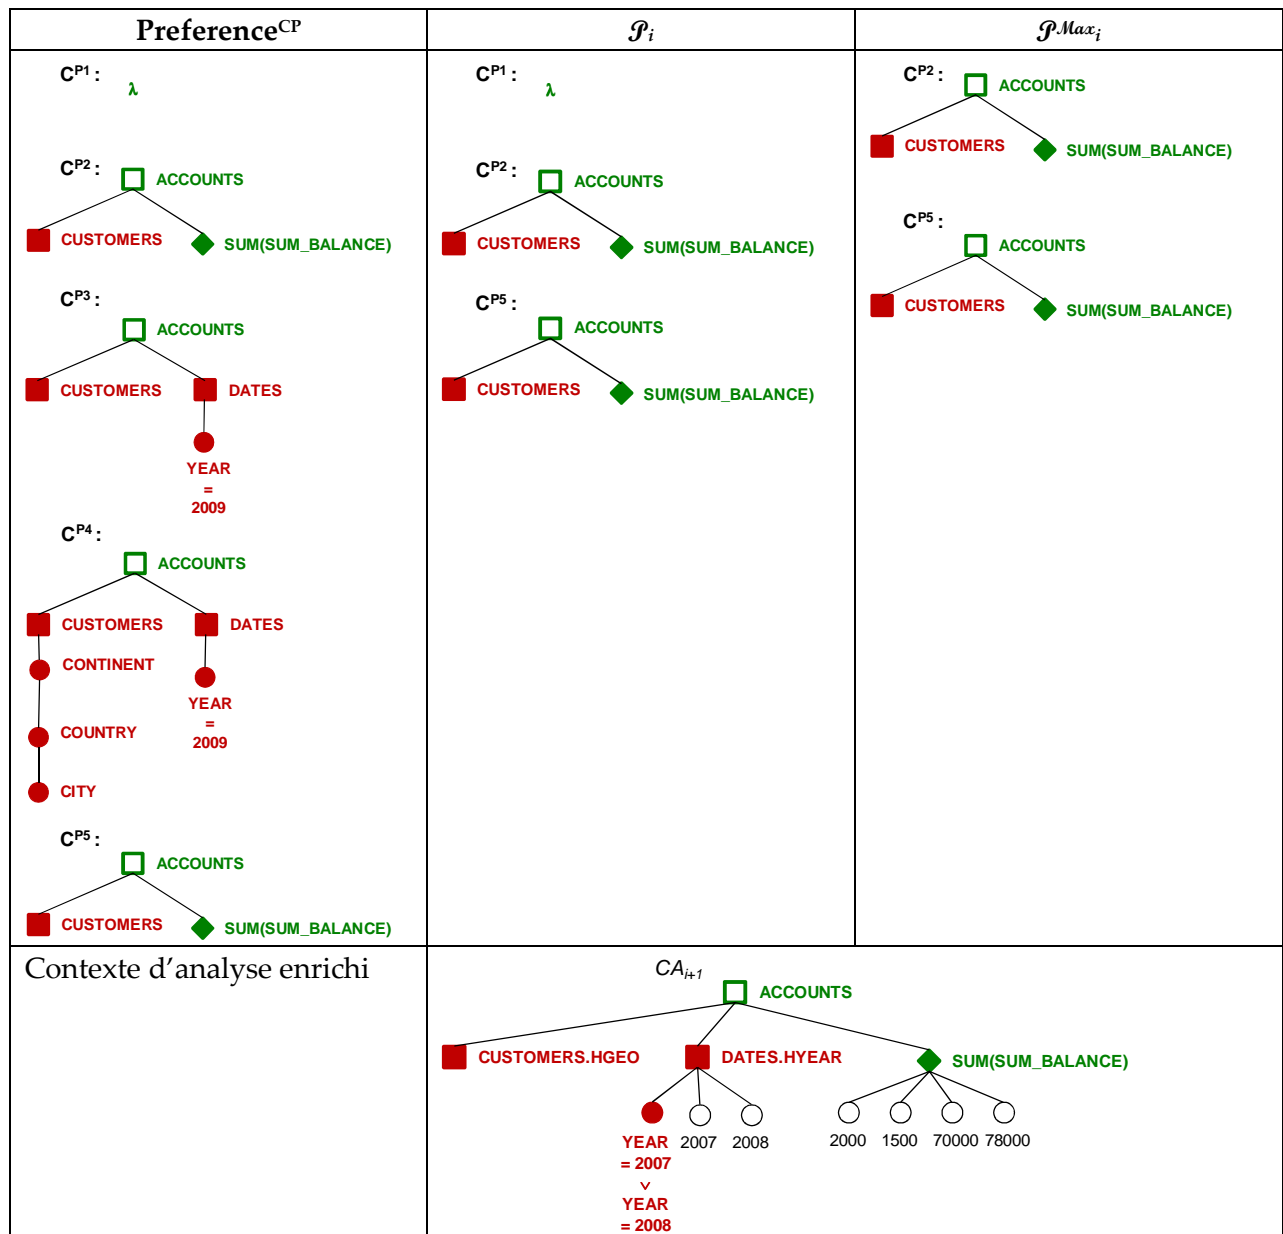 Preference^CP
𝒫i
𝒫^Max i
C^P1 :
λ
C^P2 :
ACCOUNTS
CUSTOMERS
SUM(SUM_BALANCE)
C^P3 :
ACCOUNTS
CUSTOMERS
DATES
YEAR
=
2009
C^P4 :
ACCOUNTS
CUSTOMERS
DATES
CONTINENT
YEAR
=
2009
COUNTRY
CITY
C^P5 :
ACCOUNTS
CUSTOMERS
SUM(SUM_BALANCE)
C^P1 :
λ
C^P2 :
ACCOUNTS
CUSTOMERS
SUM(SUM_BALANCE)
C^P5 :
ACCOUNTS
CUSTOMERS
SUM(SUM_BALANCE)
C^P2 :
ACCOUNTS
CUSTOMERS
SUM(SUM_BALANCE)
C^P5 :
ACCOUNTS
CUSTOMERS
SUM(SUM_BALANCE)
Contexte d'analyse enrichi
CA i+1
ACCOUNTS
CUSTOMERS.HGEO
DATES.HYEAR
SUM(SUM_BALANCE)
YEAR
= 2007
∨
YEAR
= 2008
2007
2008
2000
1500
70000
78000